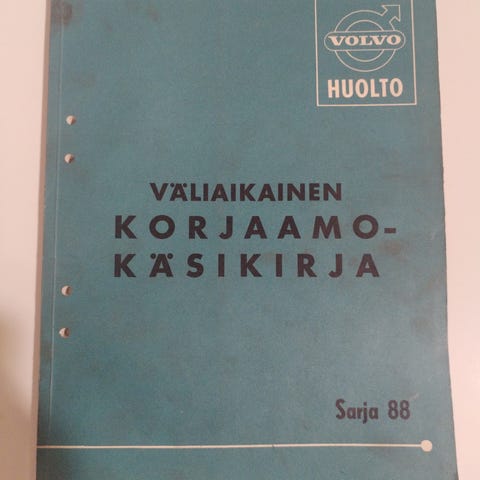 VOLVO
HUOLTO
VÄLIAIKAINEN
KORJAAMO-
KÄSIKIRJA
Sarja 88